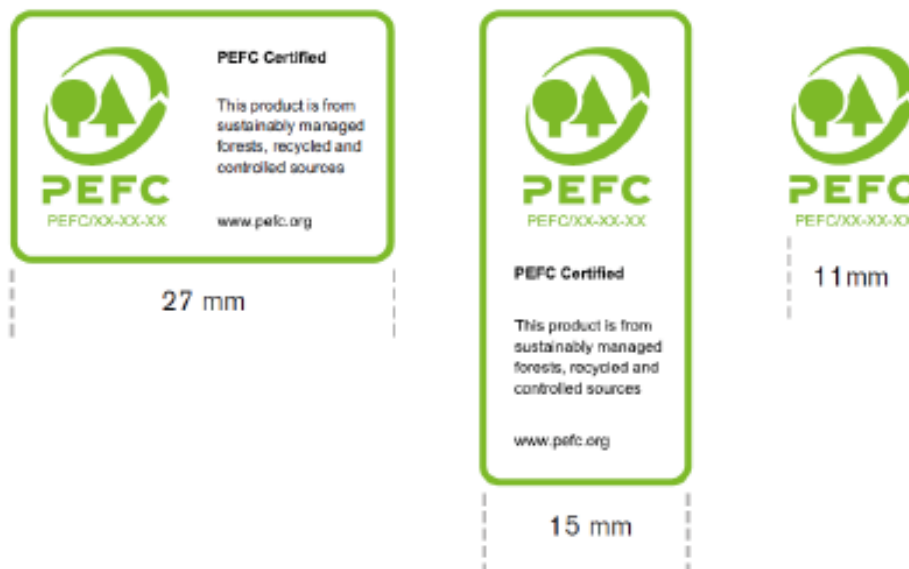 PEFC Certified
This product is from
sustainably managed
forests, recycled and
controlled sources
www.pefc.org
PEFC
PEFC/XX-XX-XX
27 mm
PEFC
PEFC/XX-XX-XX
PEFC Certified
This product is from
sustainably managed
forests, recycled and
controlled sources
www.pefc.org
15 mm
PEFC
PEFC/XX-XX-XX
11mm